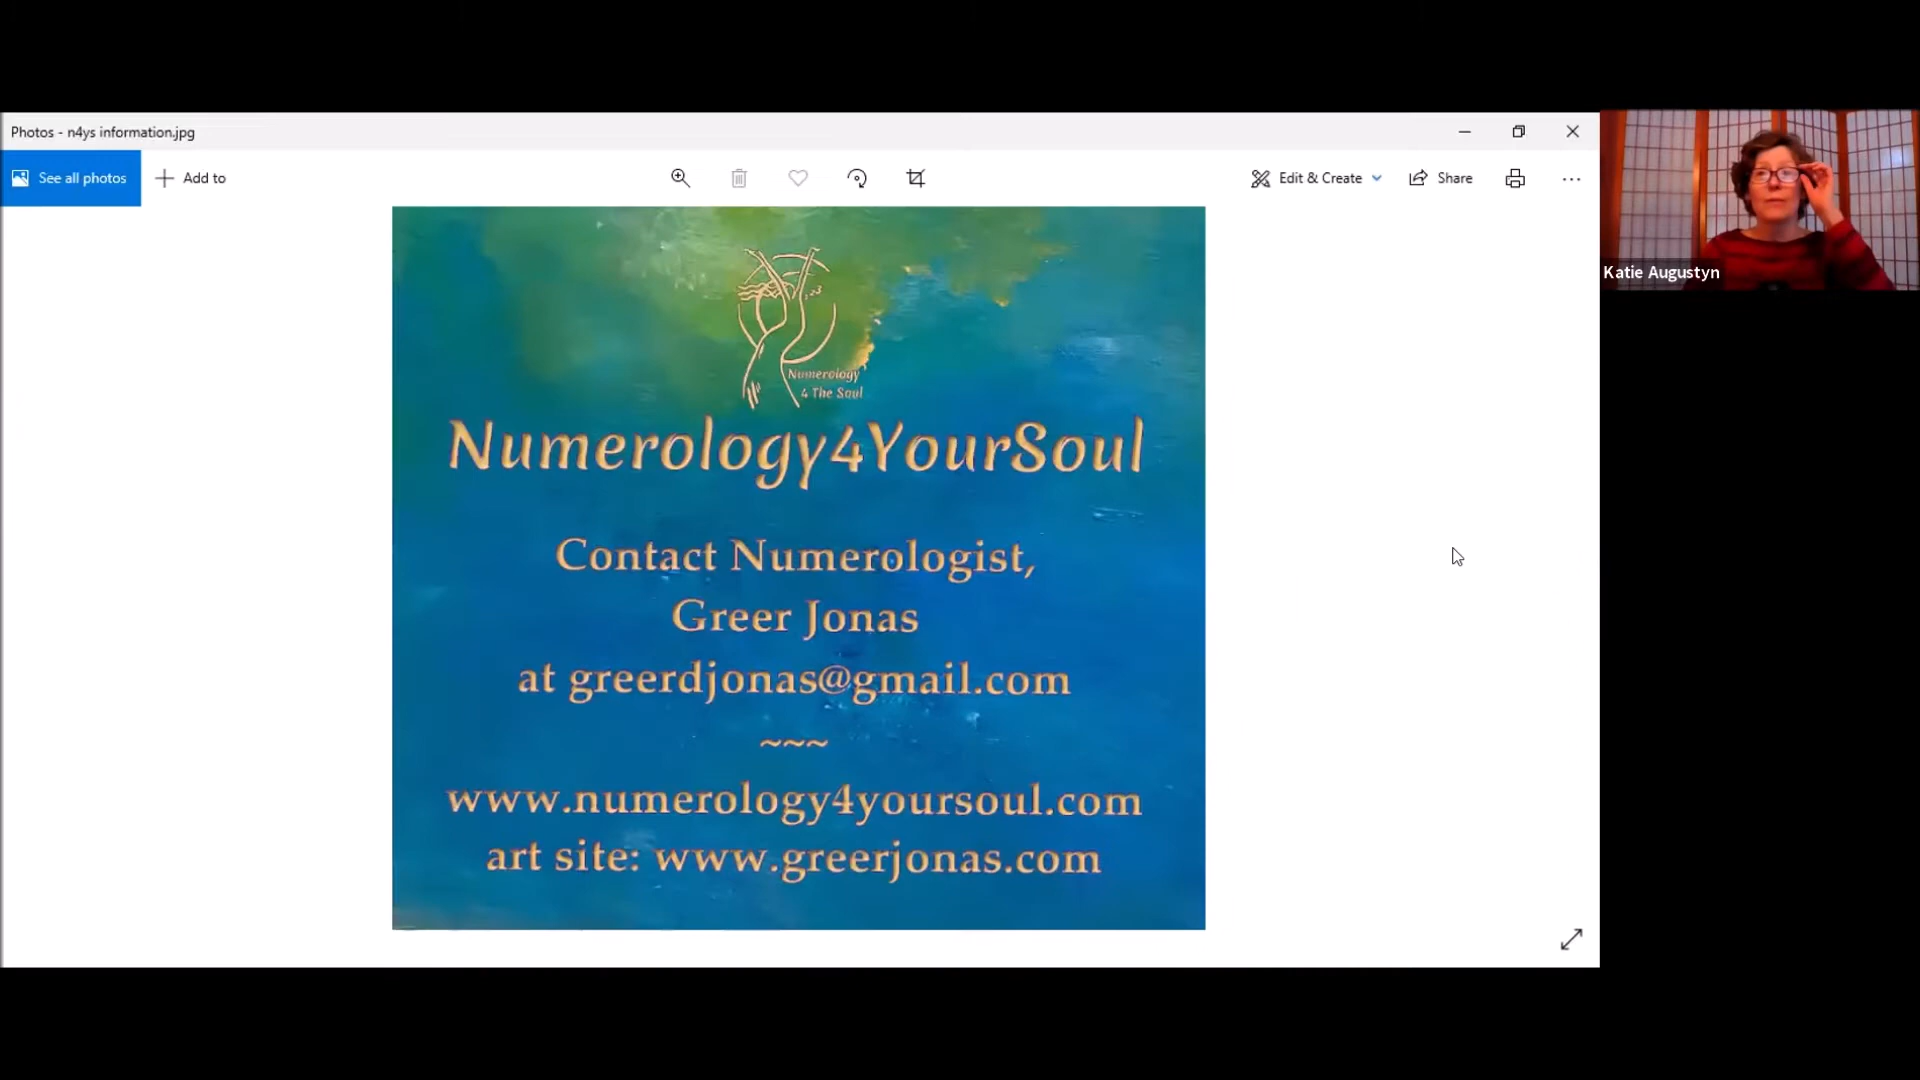 Photos - n4ys information.jpg
See all photos
Add to
Edit & Create
Share
Katie Augustyn
123
Numerology
4 The Soul
Numerology4YourSoul
Contact Numerologist,
Greer Jonas
at greerdjonas@gmail.com
~~~
www.numerology4yoursoul.com
art site: www.greerjonas.com